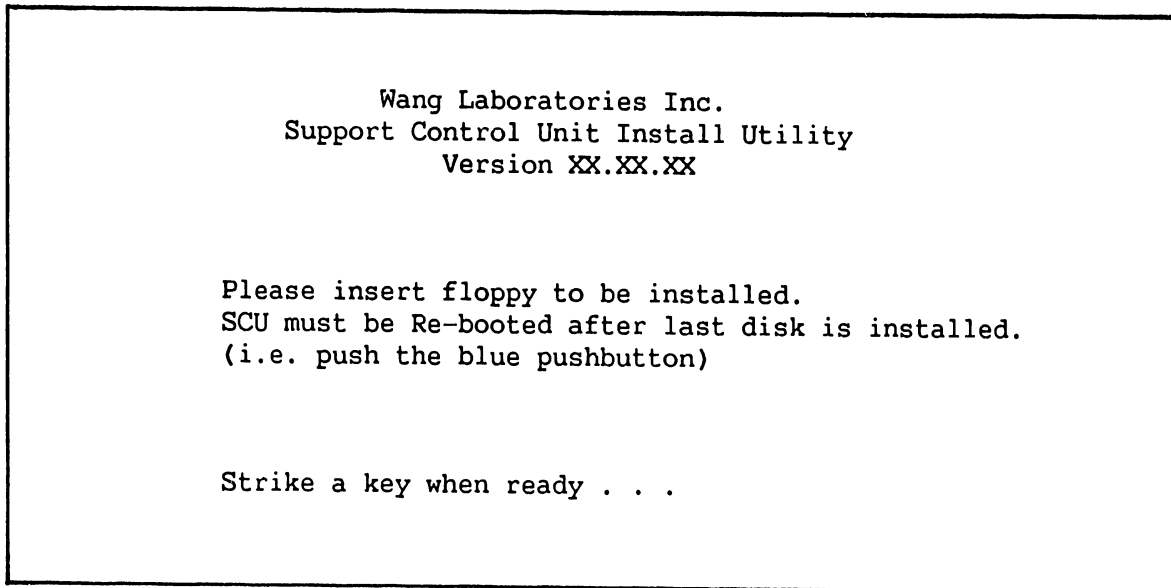 Wang Laboratories Inc.
Support Control Unit Install Utility
Version XX.XX.XX
Please insert floppy to be installed.
SCU must be Re-booted after last disk is installed.
(i.e. push the blue pushbutton)
Strike a key when ready . . .